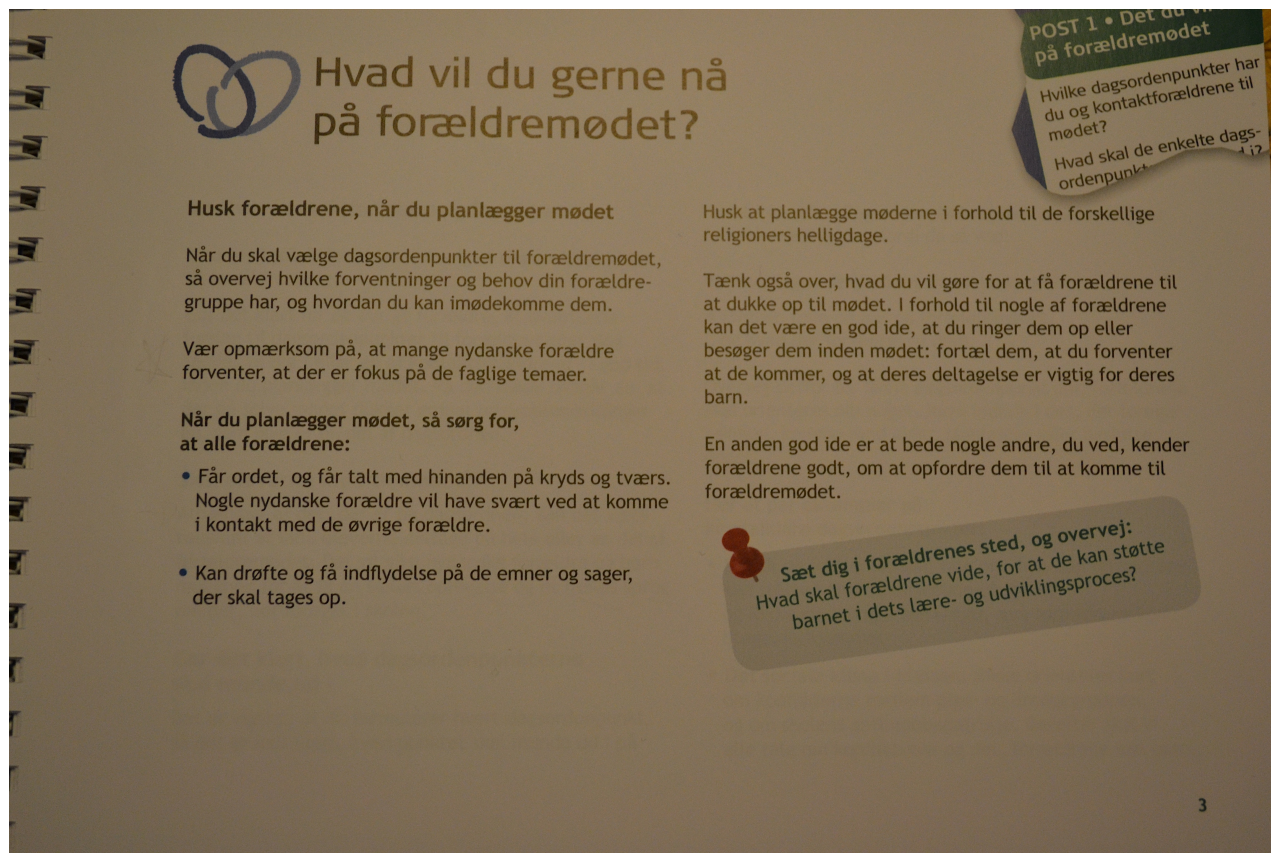 Hvad vil du gerne nå
på forældremødet?
POST 1 • Det du
på forældremødet
Hvilke dagsordenpunkter har
du og kontaktforældrene til
mødet?
Hvad skal de enkelte dags-
Husk forældrene, når du planlægger mødet
Når du skal vælge dagsordenpunkter til forældremødet,
så overvej hvilke forventninger og behov din forældre-
gruppe har, og hvordan du kan imødekomme dem.
Vær opmærksom på, at mange nydanske forældre
forventer, at der er fokus på de faglige temaer.
Når du planlægger mødet, så sørg for,
at alle forældrene:
• Får ordet, og får talt med hinanden på kryds og tværs.
Nogle nydanske forældre vil have svært ved at komme
i kontakt med de øvrige forældre.
• Kan drøfte og få indflydelse på de emner og sager,
der skal tages op.
Husk at planlægge møderne i forhold til de forskellige
religioners helligdage.
Tænk også over, hvad du vil gøre for at få forældrene til
at dukke op til mødet. I forhold til nogle af forældrene
kan det være en god ide, at du ringer dem op eller
besøger dem inden mødet: fortæl dem, at du forventer
at de kommer, og at deres deltagelse er vigtig for deres
barn.
En anden god ide er at bede nogle andre, du ved, kender
forældrene godt, om at opfordre dem til at komme til
forældremødet.
Sæt dig i forældrenes sted, og overvej:
Hvad skal forældrene vide, for at de kan støtte
barnet i dets lære- og udviklingsproces?
3